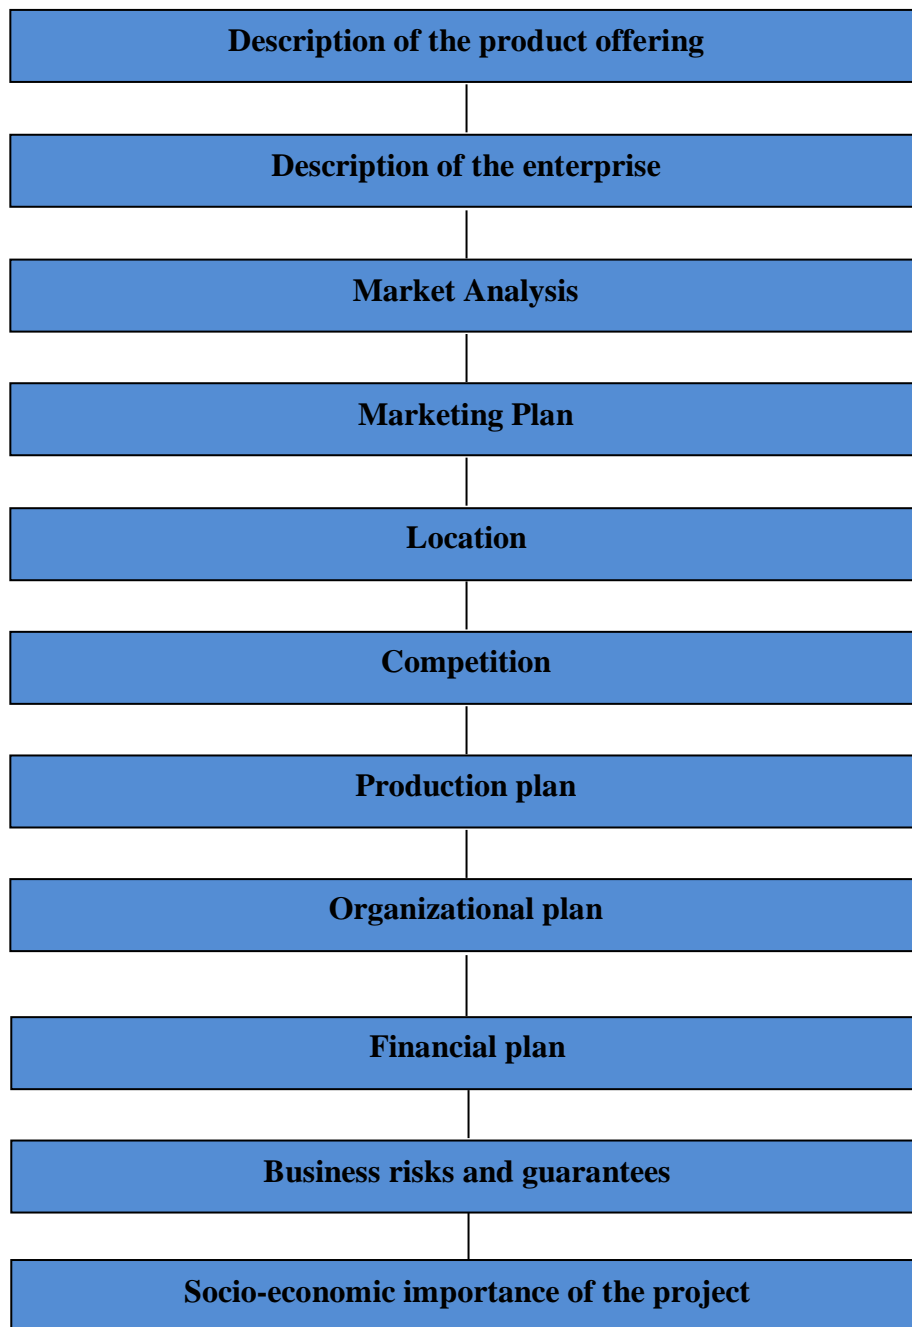 Description of the product offering
Description of the enterprise
Market Analysis
Marketing Plan
Location
Competition
Production plan
Organizational plan
Financial plan
Business risks and guarantees
Socio-economic importance of the project